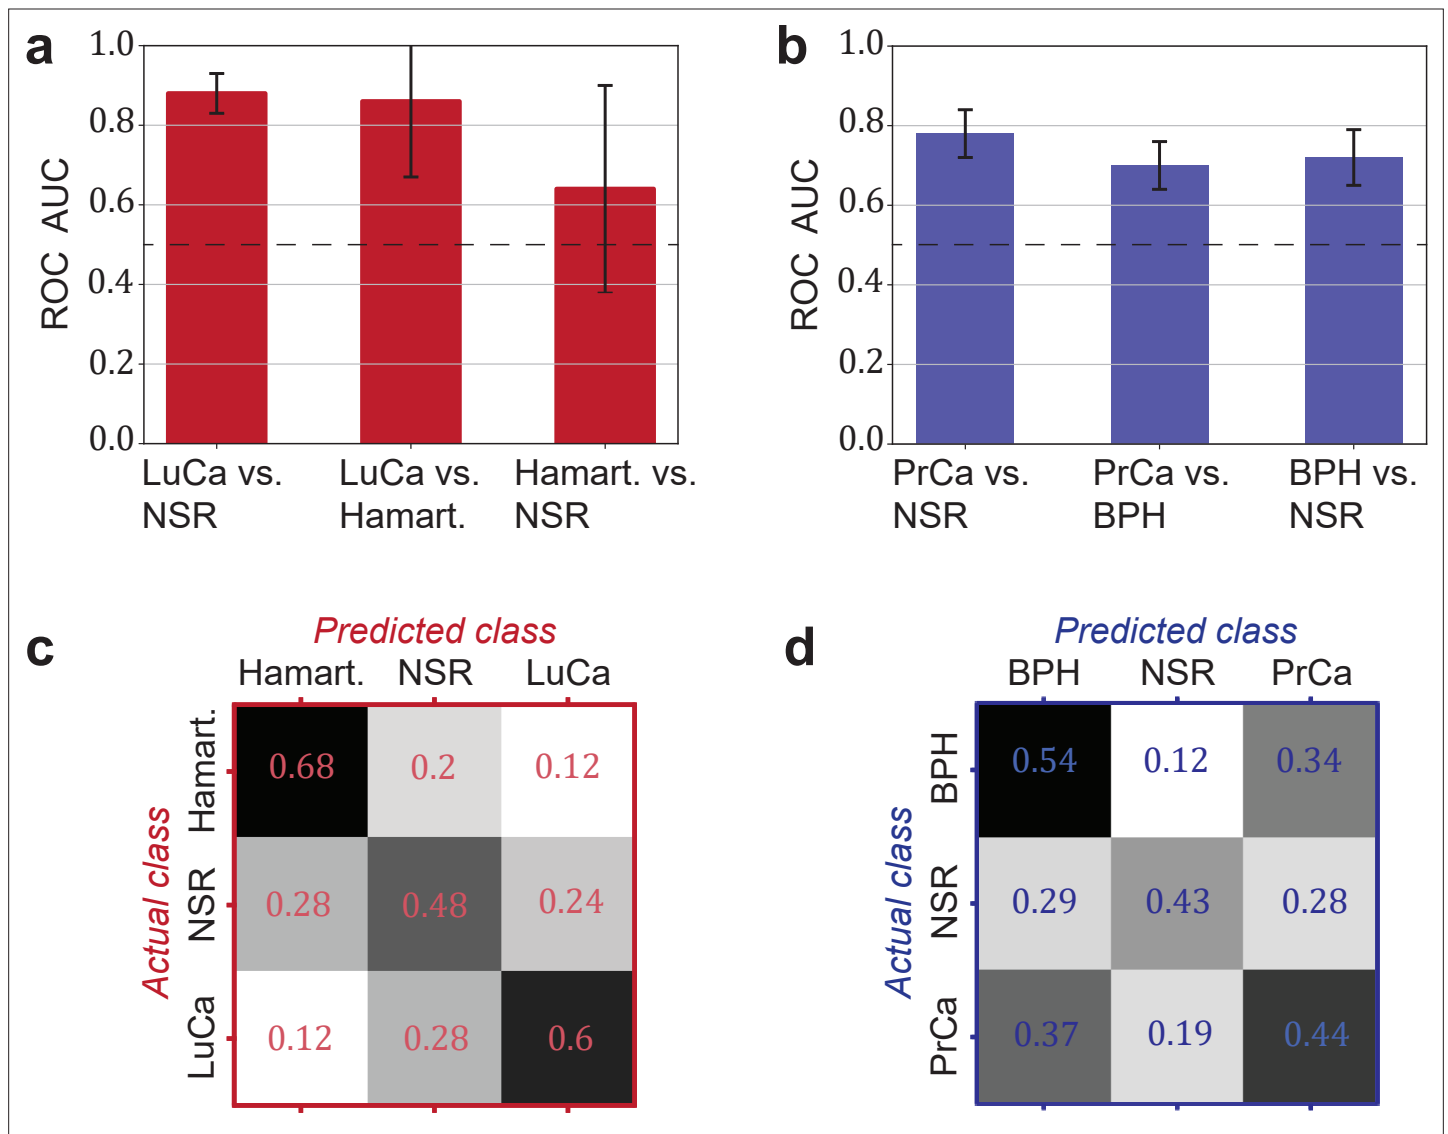 a
1.0
0.8
0.6
0.4
0.2
0.0
ROC AUC
LuCa vs.
NSR
LuCa vs.
Hamart.
Hamart. vs.
NSR
b
1.0
0.8
0.6
0.4
0.2
0.0
ROC AUC
PrCa vs.
NSR
PrCa vs.
BPH
BPH vs.
NSR
c
Predicted class
Hamart. NSR LuCa
Actual class
Hamart.
0.68 0.2 0.12
NSR
0.28 0.48 0.24
LuCa
0.12 0.28 0.6
d
Predicted class
BPH NSR PrCa
Actual class
BPH
0.54 0.12 0.34
NSR
0.29 0.43 0.28
PrCa
0.37 0.19 0.44